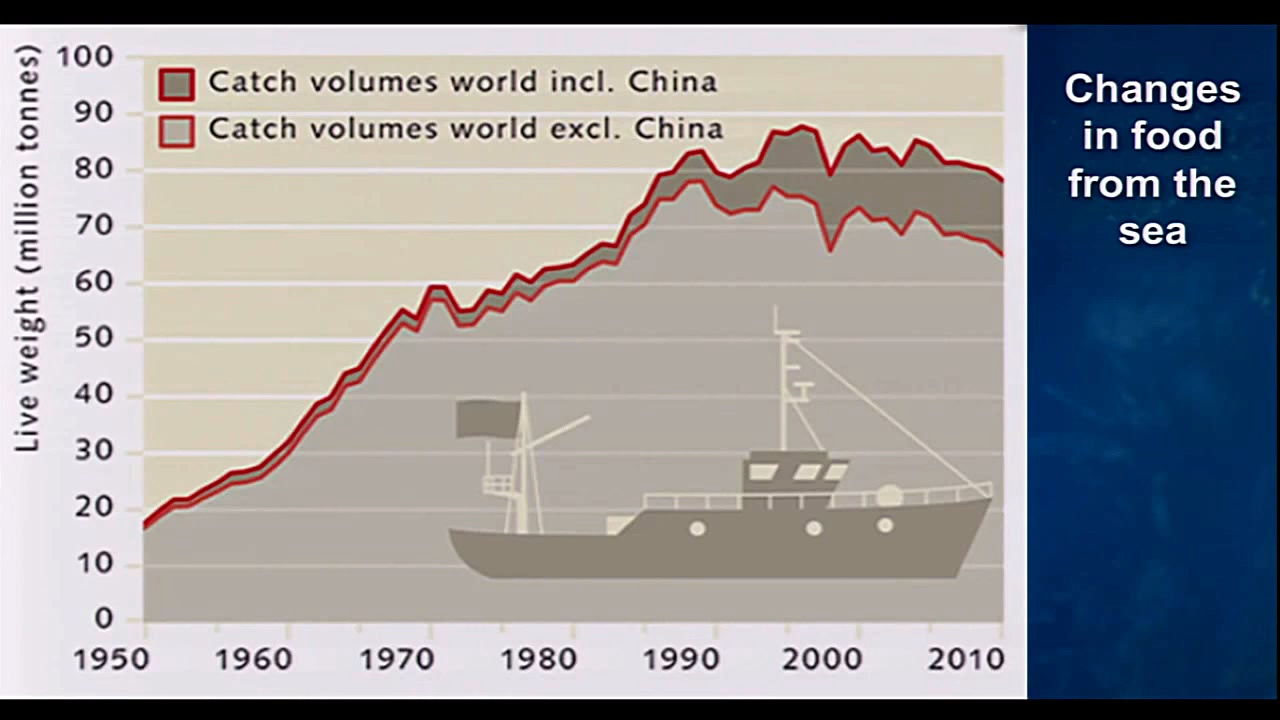 Live weight (million tonnes)
100
90
80
70
60
50
40
30
20
10
0
Catch volumes world incl. China
Catch volumes world excl. China
1950 1960 1970 1980 1990 2000 2010
Changes
in food
from the
sea